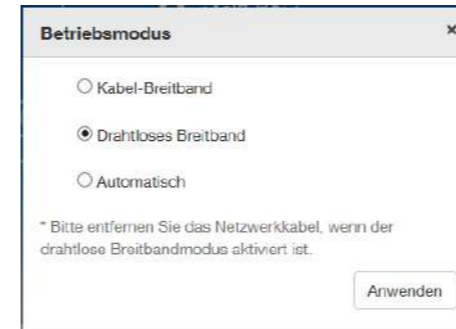 Betriebsmodus
×
Kabel-Breitband
Drahtloses Breitband
Automatisch
* Bitte entfernen Sie das Netzwerkkabel, wenn der
drahtlose Breitbandmodus aktiviert ist.
Anwenden